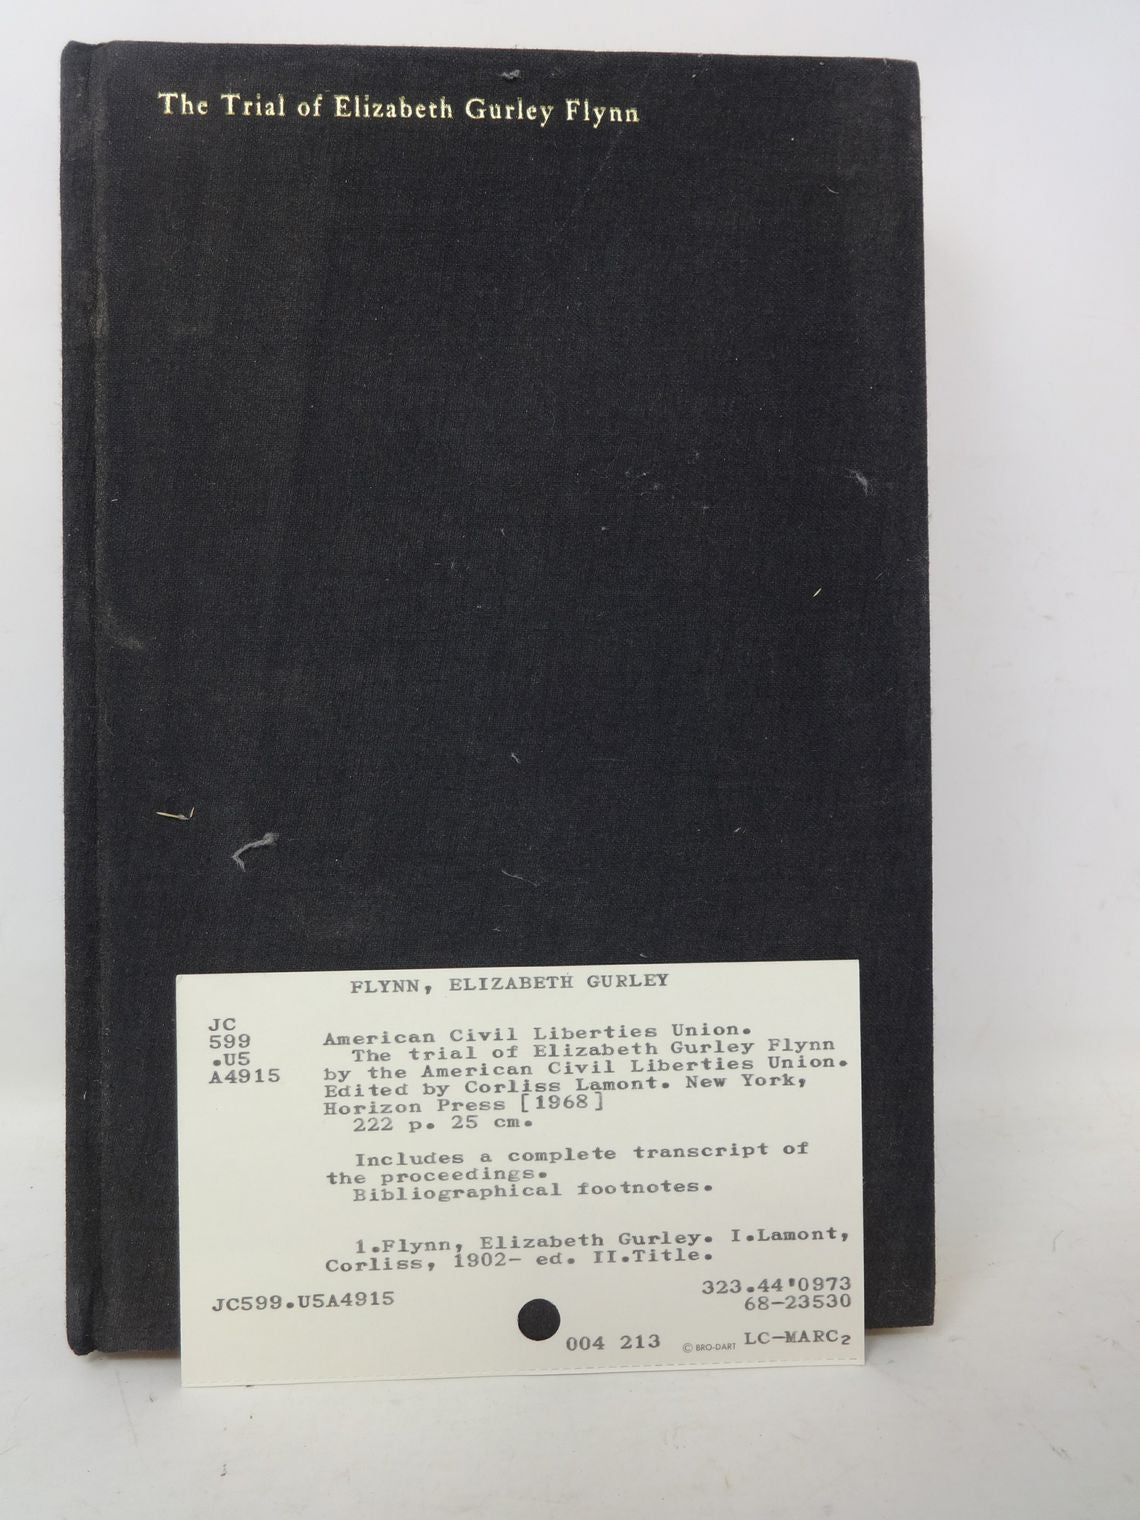 The Trial of Elizabeth Gurley Flynn
FLYNN, ELIZABETH GURLEY
JC
599
.U5
A4915
American Civil Liberties Union.
The trial of Elizabeth Gurley Flynn
by the American Civil Liberties Union.
Edited by Corliss Lamont. New York,
Horizon Press [1968]
222 p. 25 cm.
Includes a complete transcript of
the proceedings.
Bibliographical footnotes.
1.Flynn, Elizabeth Gurley. I.Lamont,
Corliss, 1902- ed. II.Title.
JC599.U5A4915
323.44'0973
68-23530
004 213 © BRO-DART LC-MARC2